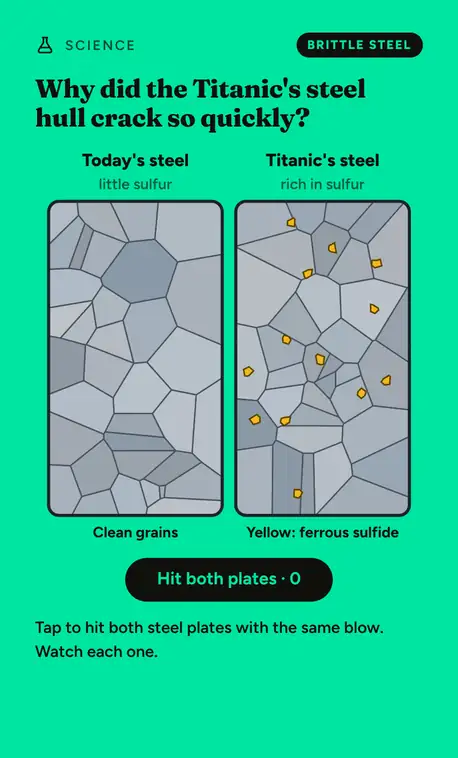 SCIENCE
BRITTLE STEEL
Why did the Titanic's steel
hull crack so quickly?
Today's steel
little sulfur
Titanic's steel
rich in sulfur
Clean grains
Yellow: ferrous sulfide
Hit both plates · 0
Tap to hit both steel plates with the same blow.
Watch each one.